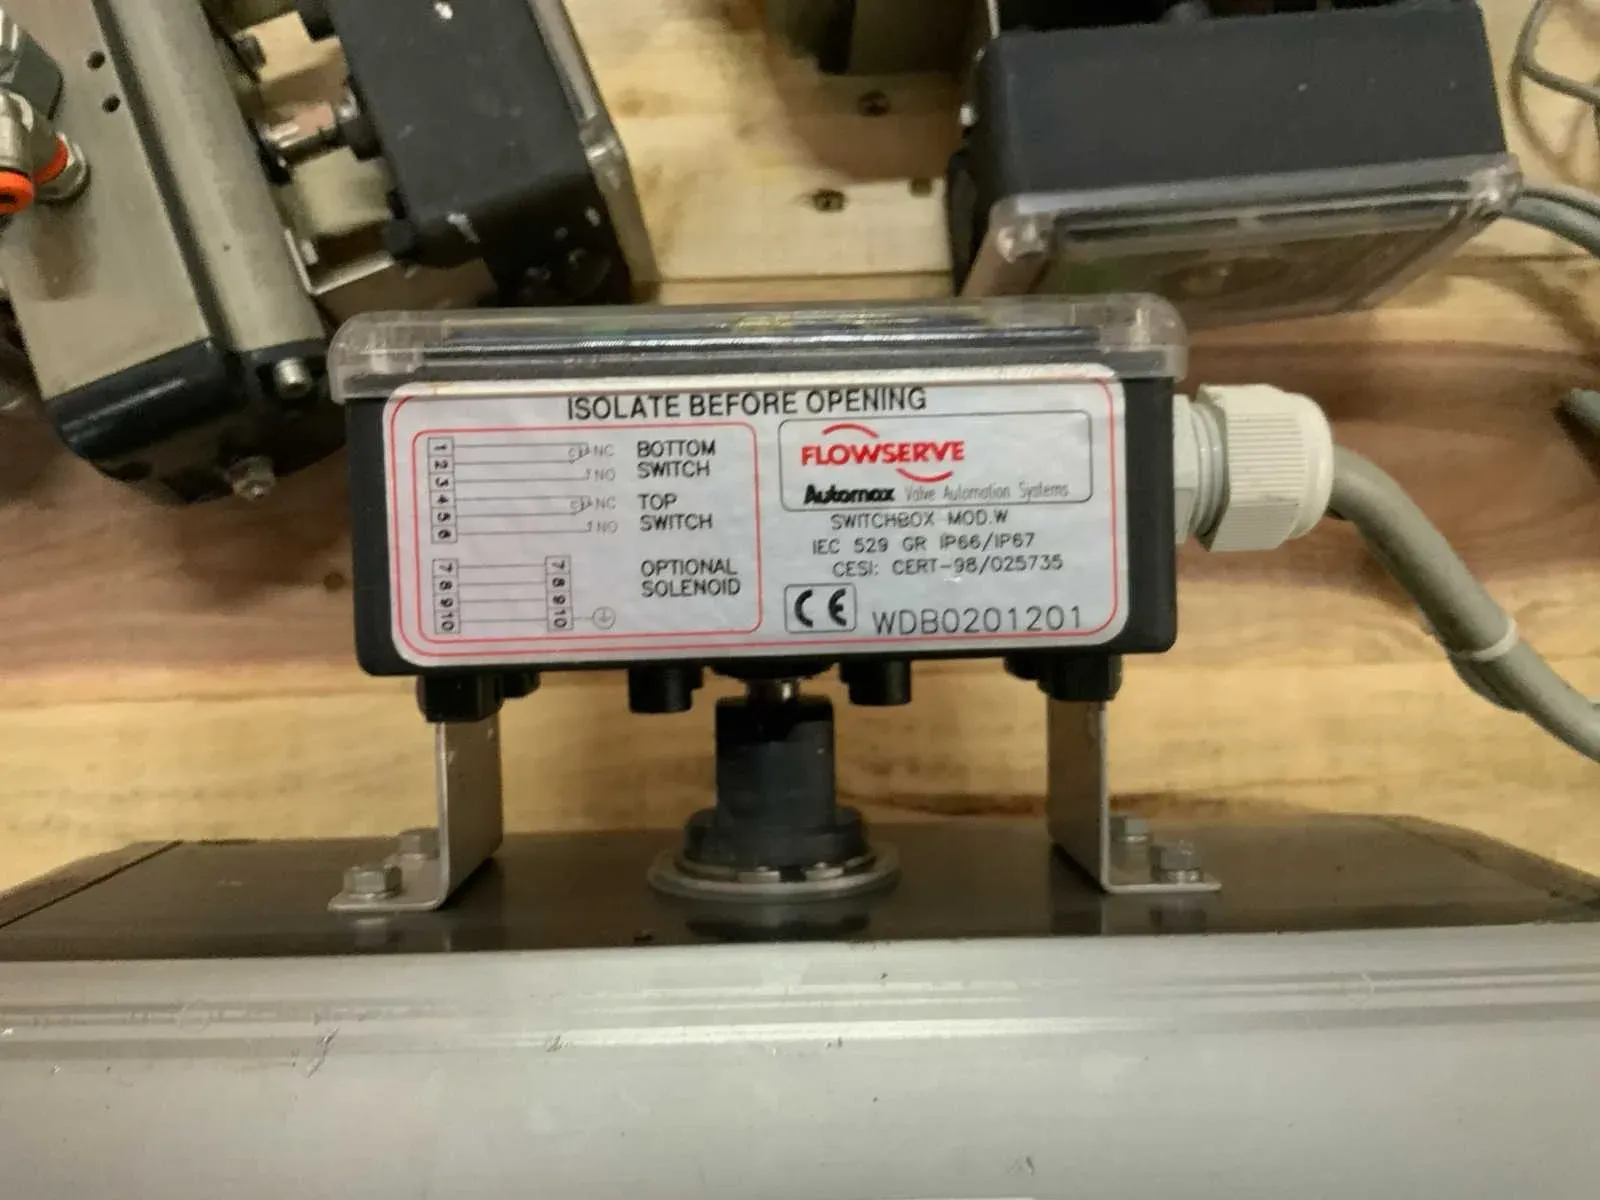 ISOLATE BEFORE OPENING
1
2
3
4
5
6
NC
NO
NC
NO
BOTTOM
SWITCH
TOP
SWITCH
7
8
9
10
7
8
9
10
OPTIONAL
SOLENOID
FLOWSERVE
Automax Valve Automation Systems
SWITCHBOX MOD.W
IEC 529 GR IP66/IP67
CESI: CERT-98/025735
CE WDB0201201